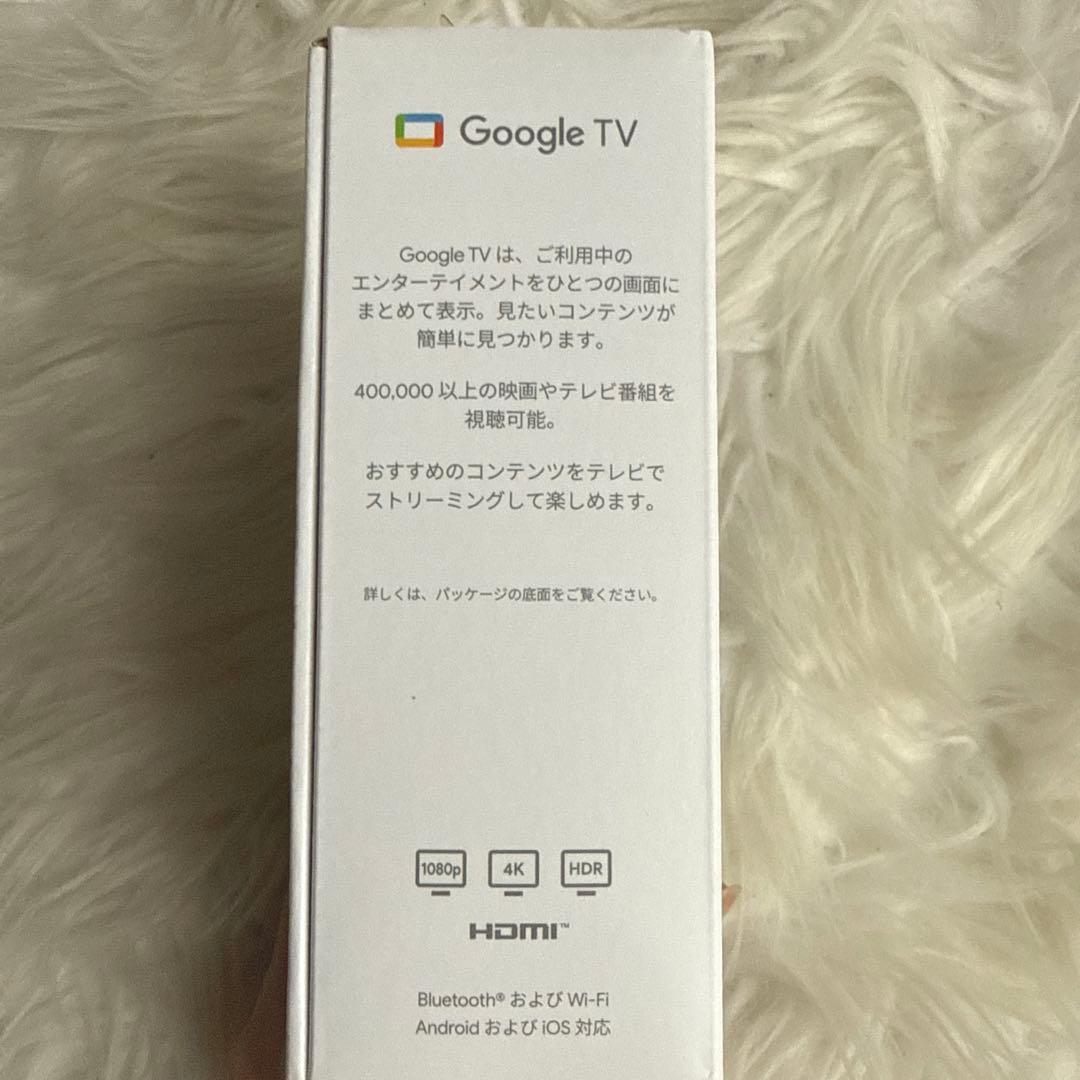 Google TV
Google TV は、ご利用中の
エンターテイメントをひとつの画面に
まとめて表示。見たいコンテンツが
簡単に見つかります。
400,000 以上の映画やテレビ番組を
視聴可能。
おすすめのコンテンツをテレビで
ストリーミングして楽しめます。
詳しくは、パッケージの底面をご覧ください。
1080p 4K HDR
HDMI™
Bluetooth® および Wi-Fi
Android および iOS 対応